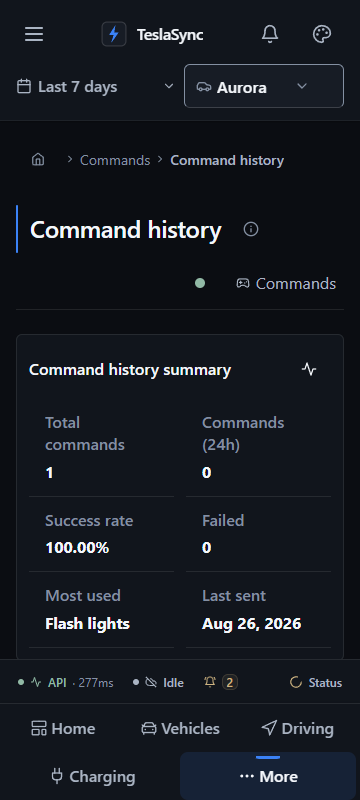 TeslaSync
Last 7 days
Aurora
Commands
Command history
Command history
Commands
Command history summary
Total commands
1
Commands (24h)
0
Success rate
100.00%
Failed
0
Most used
Flash lights
Last sent
Aug 26, 2026
API · 277ms
Idle
2
Status
Home
Vehicles
Driving
Charging
More